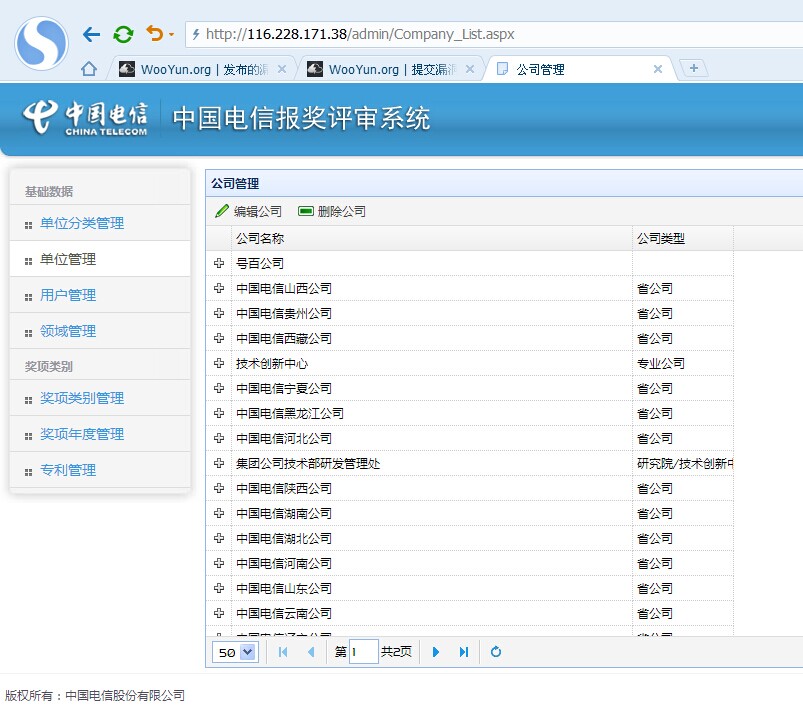 http://116.228.171.38/admin/Company_List.aspx
WooYun.org | 发布的漏
WooYun.org | 提交漏洞
公司管理
中国电信
CHINA TELECOM
中国电信报奖评审系统
基础数据
单位分类管理
单位管理
用户管理
领域管理
奖项类别
奖项类别管理
奖项年度管理
专利管理
公司管理
编辑公司 删除公司
公司名称 公司类型
号百公司
中国电信山西公司 省公司
中国电信贵州公司 省公司
中国电信西藏公司 省公司
技术创新中心 专业公司
中国电信宁夏公司 省公司
中国电信黑龙江公司 省公司
中国电信河北公司 省公司
集团公司技术部研发管理处 研究院/技术创新中
中国电信陕西公司 省公司
中国电信湖南公司 省公司
中国电信湖北公司 省公司
中国电信河南公司 省公司
中国电信山东公司 省公司
中国电信云南公司 省公司
50 第 1 共2页
版权所有：中国电信股份有限公司